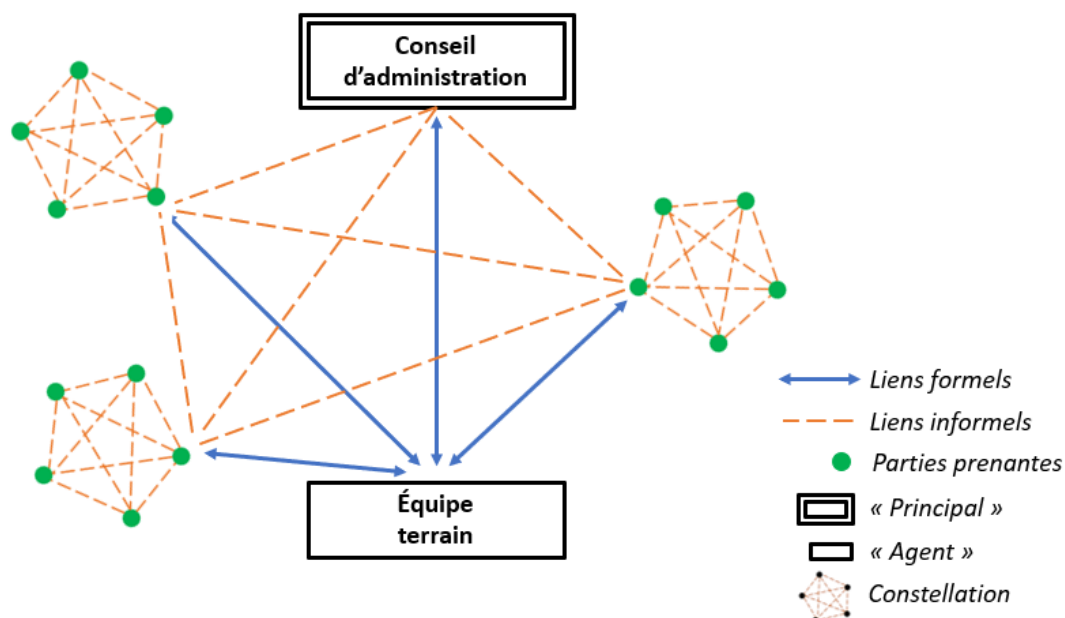 Conseil
d'administration
Équipe
terrain
Liens formels
Liens informels
Parties prenantes
« Principal »
« Agent »
Constellation